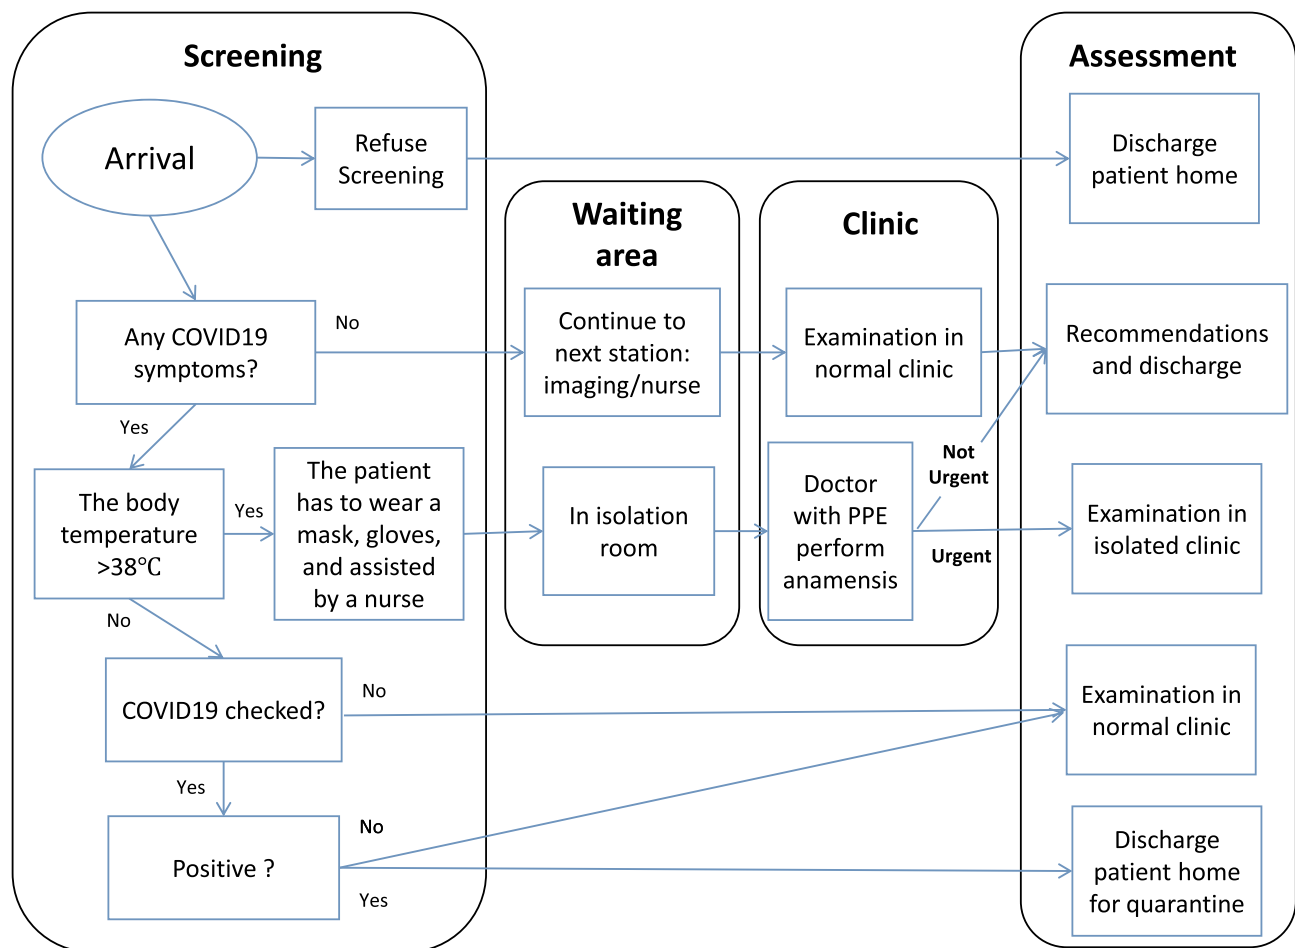 Screening
Arrival
Refuse
Screening
Any COVID19
symptoms?
No
Yes
The body
temperature
>38℃
Yes
No
The patient
has to wear a
mask, gloves,
and assisted
by a nurse
COVID19 checked?
No
Yes
Positive ?
No
Yes
Waiting
area
Continue to
next station:
imaging/nurse
In isolation
room
Clinic
Examination in
normal clinic
Doctor
with PPE
perform
anamensis
Not
Urgent
Urgent
Assessment
Discharge
patient home
Recommendations
and discharge
Examination in
isolated clinic
Examination in
normal clinic
Discharge
patient home
for quarantine